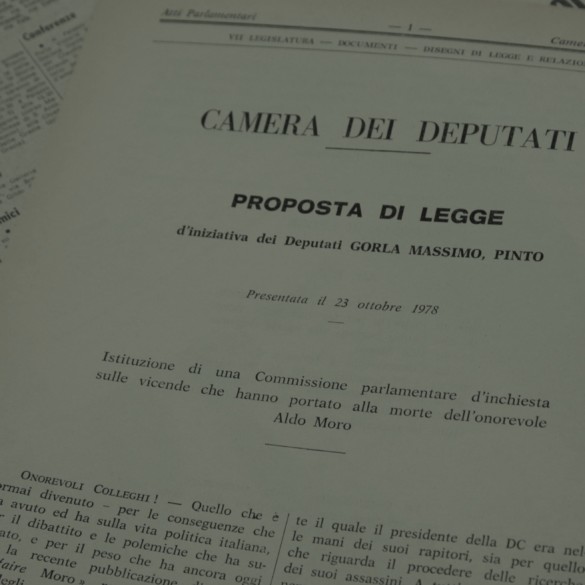 Conferenze
Atti Parlamentari
— 1 —
VII LEGISLATURA — DOCUMENTI — DISEGNI DI LEGGE E RELAZIO
CAMERA DEI DEPUTATI
PROPOSTA DI LEGGE
d'iniziativa dei Deputati GORLA MASSIMO, PINTO
Presentata il 23 ottobre 1978
Istituzione di una Commissione parlamentare d'inchiesta
sulle vicende che hanno portato alla morte dell'onorevole
Aldo Moro
ONOREVOLI COLLEGHI! — Quello che è
ormai divenuto – per le conseguenze che
avuto ed ha sulla vita politica italiana,
il dibattito e le polemiche che ha su-
ato, e per il peso che ha ancora oggi
la recente pubblicazione
Moro »
te il quale il presidente della DC era nel
le mani dei suoi rapitori, sia per quello
che riguarda il procedere delle ricerche
dei suoi assassini.